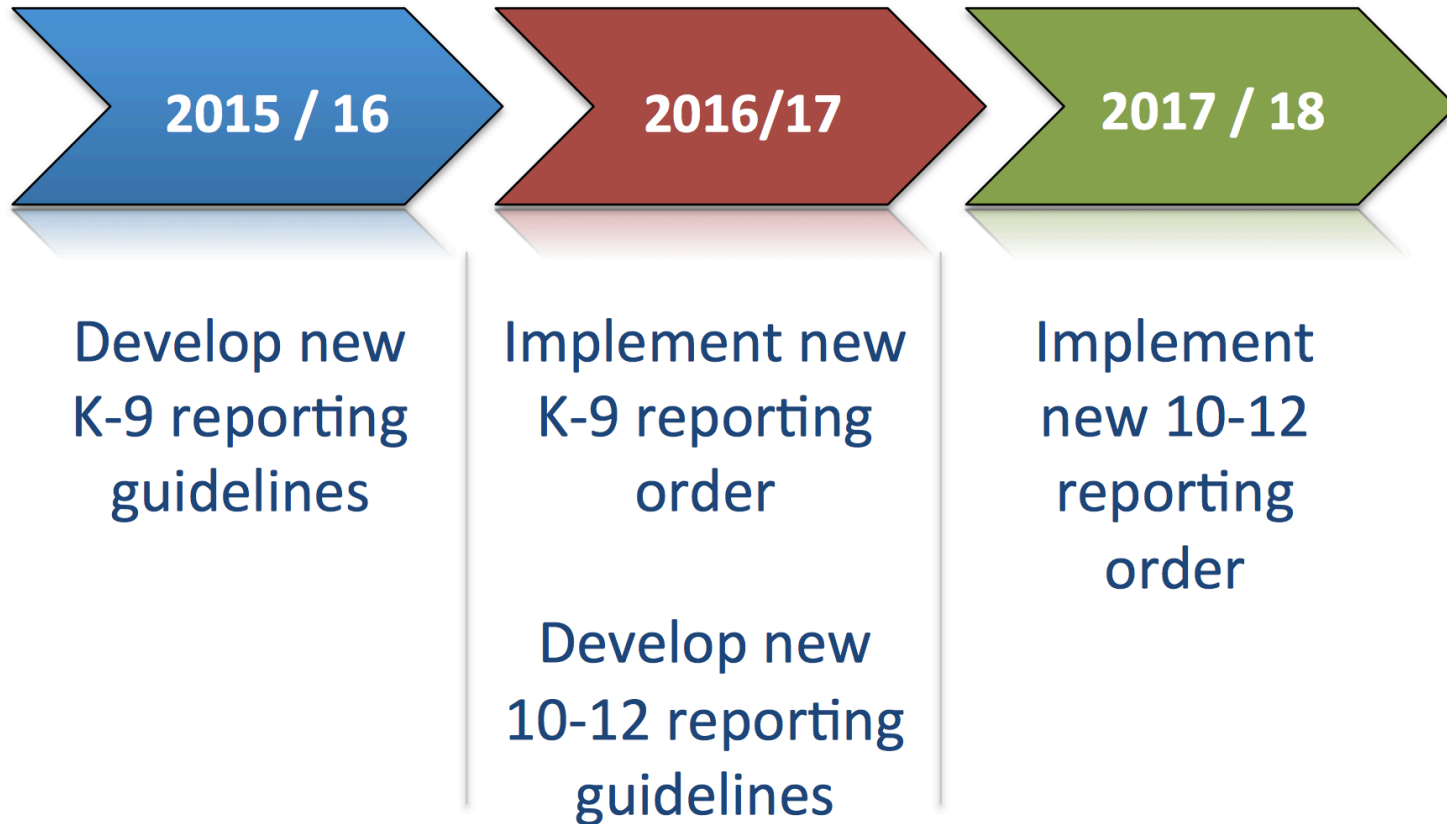 2015 / 16
2016/17
2017 / 18
Develop new
K-9 reporting
guidelines
Implement new
K-9 reporting
order
Develop new
10-12 reporting
guidelines
Implement
new 10-12
reporting
order